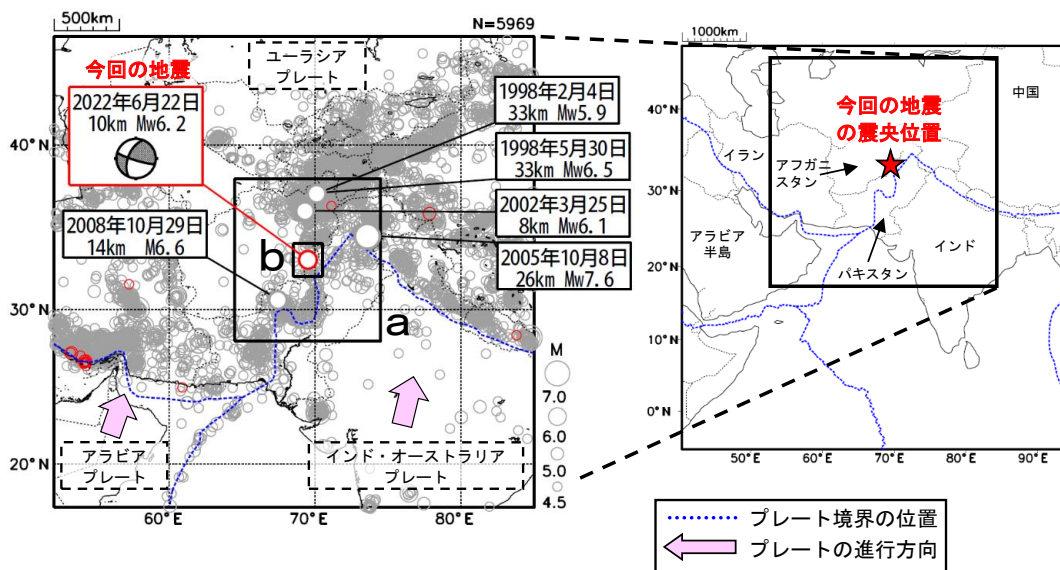 500km
N=5969
ユーラシア
プレート
今回の地震
2022年6月22日
10km Mw6.2
1998年2月4日
33km Mw5.9
1998年5月30日
33km Mw6.5
2002年3月25日
8km Mw6.1
2005年10月8日
26km Mw7.6
2008年10月29日
14km M6.6
b
a
40°N
30°N
20°N
60°E
70°E
80°E
アラビア
プレート
インド・オーストラリア
プレート
M
7.0
6.0
5.0
4.5
1000km
今回の地震
の震央位置
中国
イラン
アフガニ
スタン
アラビア
半島
パキスタン
インド
40°N
30°N
20°N
10°N
0°N
50°E
60°E
70°E
80°E
90°E
プレート境界の位置
プレートの進行方向